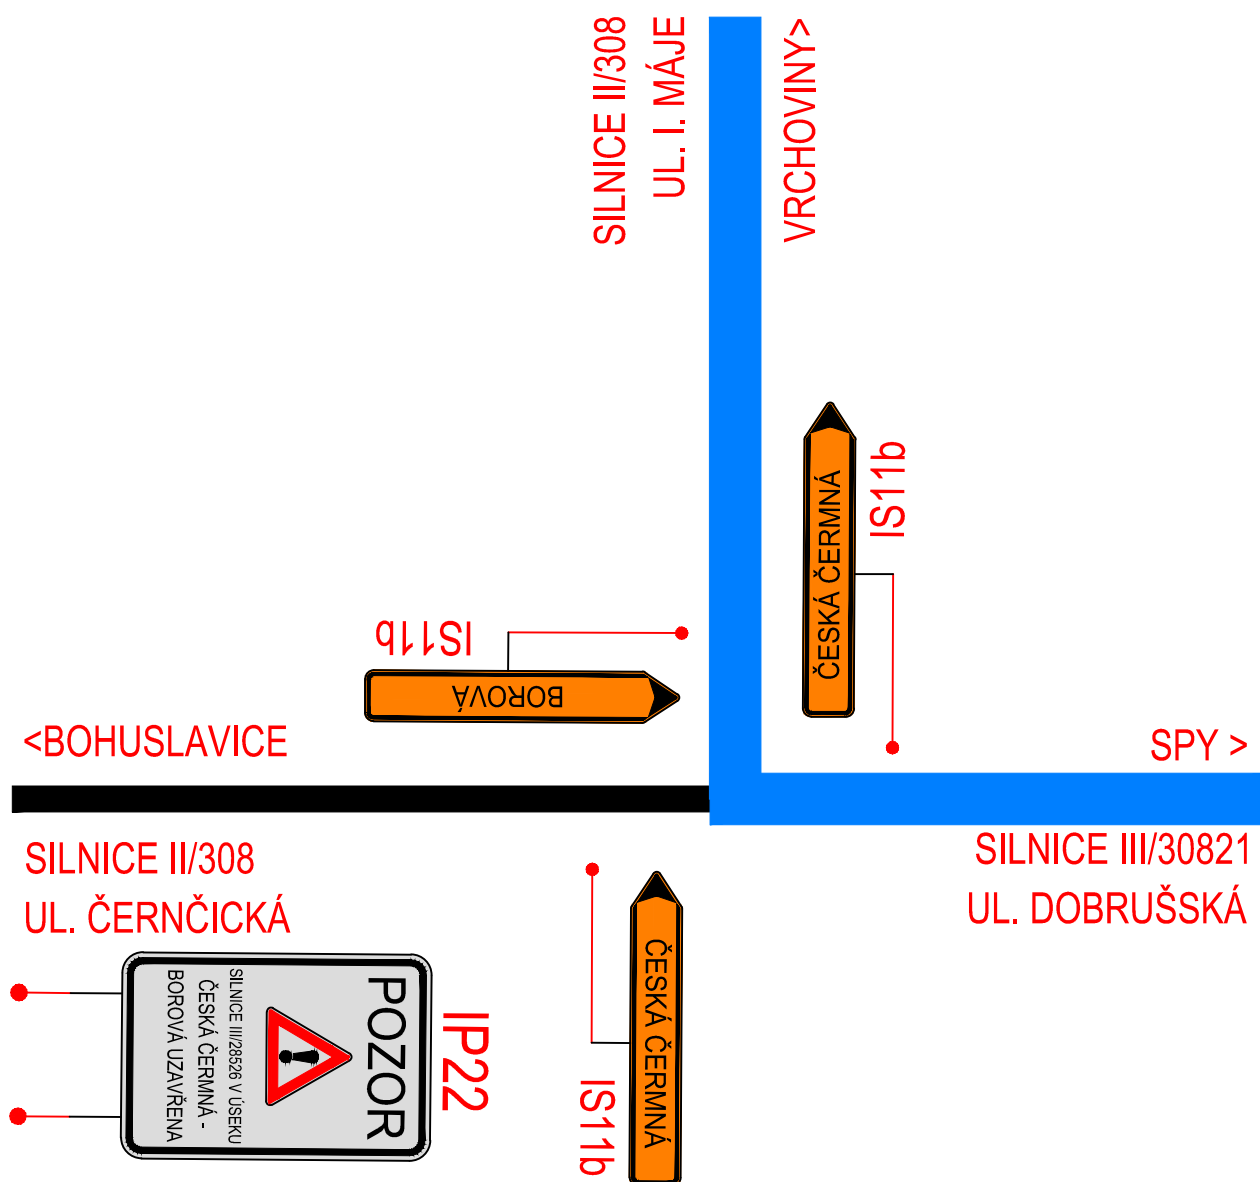 SILNICE II/308
UL. I. MÁJE
VRCHOVINY>
ČESKÁ ČERMNÁ
IS11b
IS11b
BOROVÁ
<BOHUSLAVICE
SPY >
SILNICE II/308
UL. ČERNČICKÁ
SILNICE III/30821
UL. DOBRUŠSKÁ
IP22
POZOR
SILNICE III/28526 V ÚSEKU
ČESKÁ ČERMNÁ -
BOROVÁ UZAVŘENA
ČESKÁ ČERMNÁ
IS11b